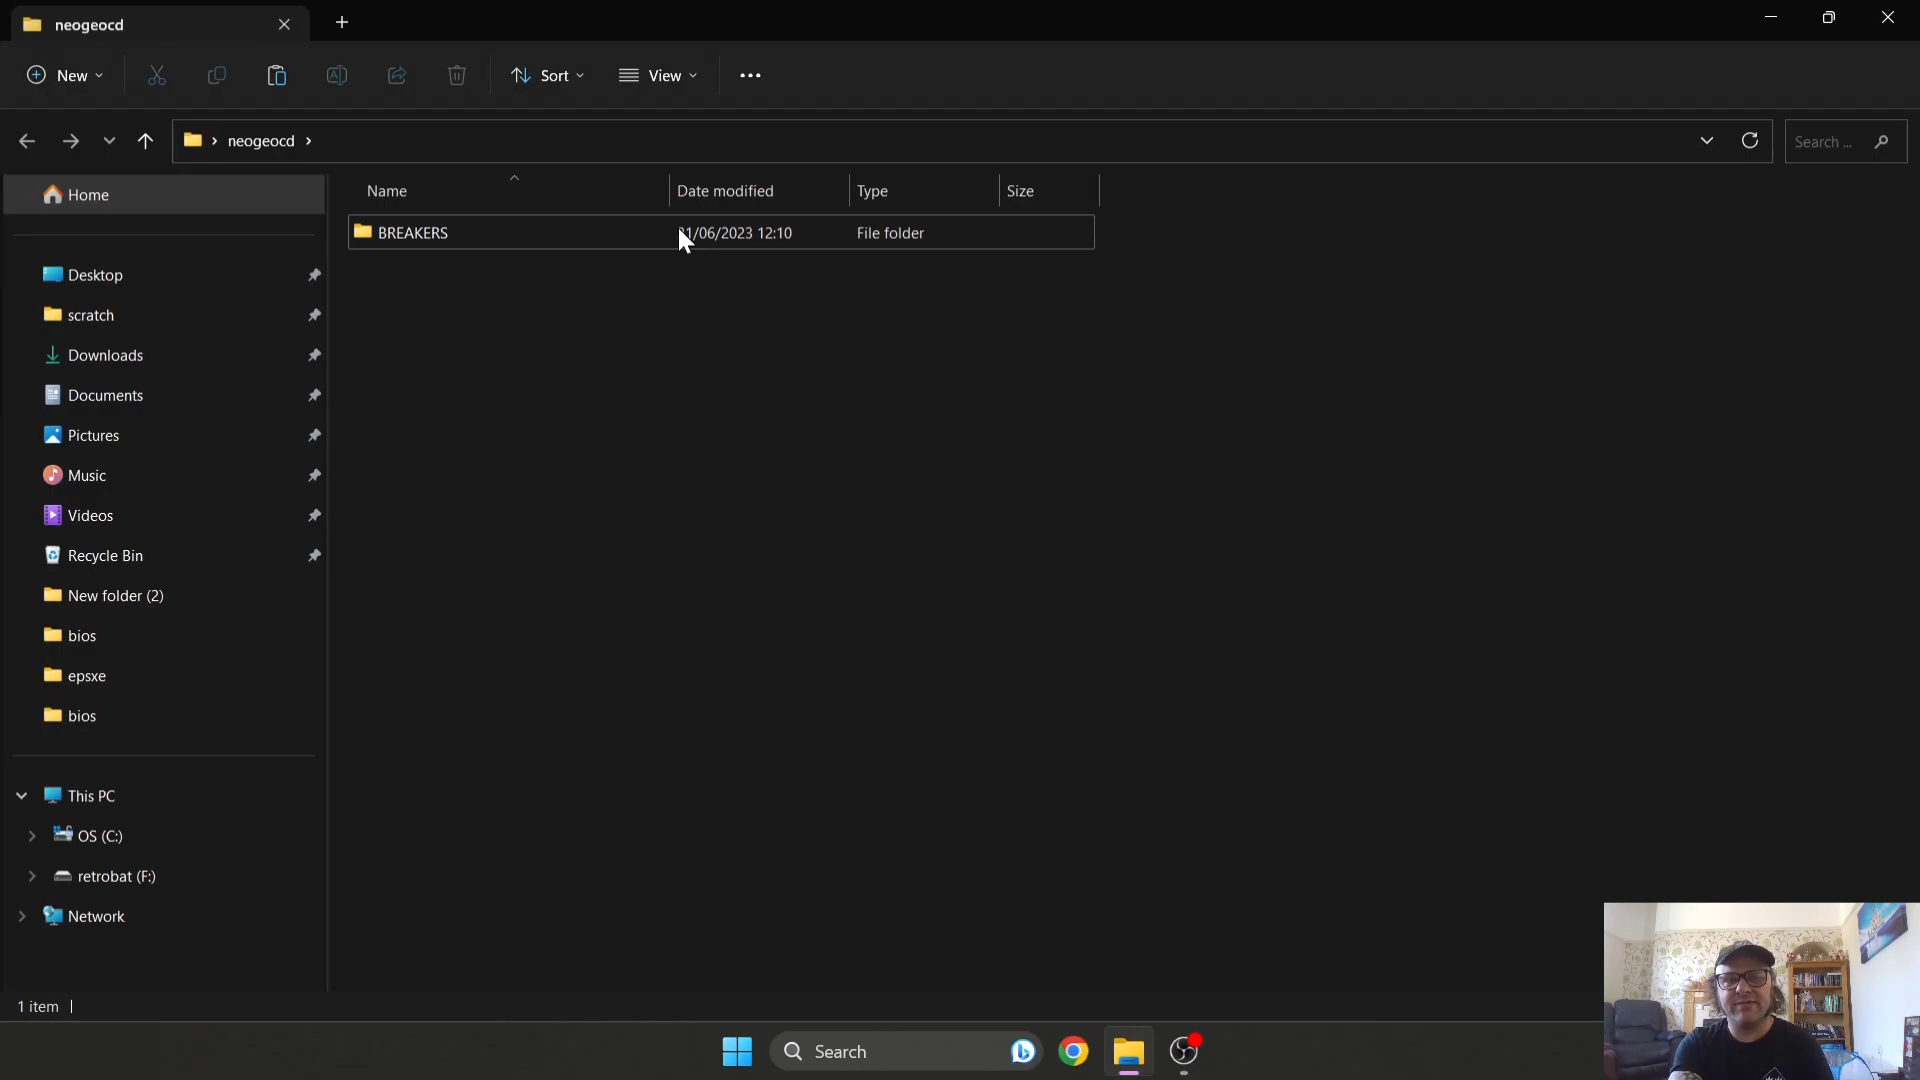 neogeocd
New
Sort
View
neogeocd
Search ...
Home
Name
Date modified
Type
Size
BREAKERS
1/06/2023 12:10
File folder
Desktop
scratch
Downloads
Documents
Pictures
Music
Videos
Recycle Bin
New folder (2)
bios
epsxe
bios
This PC
OS (C:)
retrobat (F:)
Network
1 item
Search